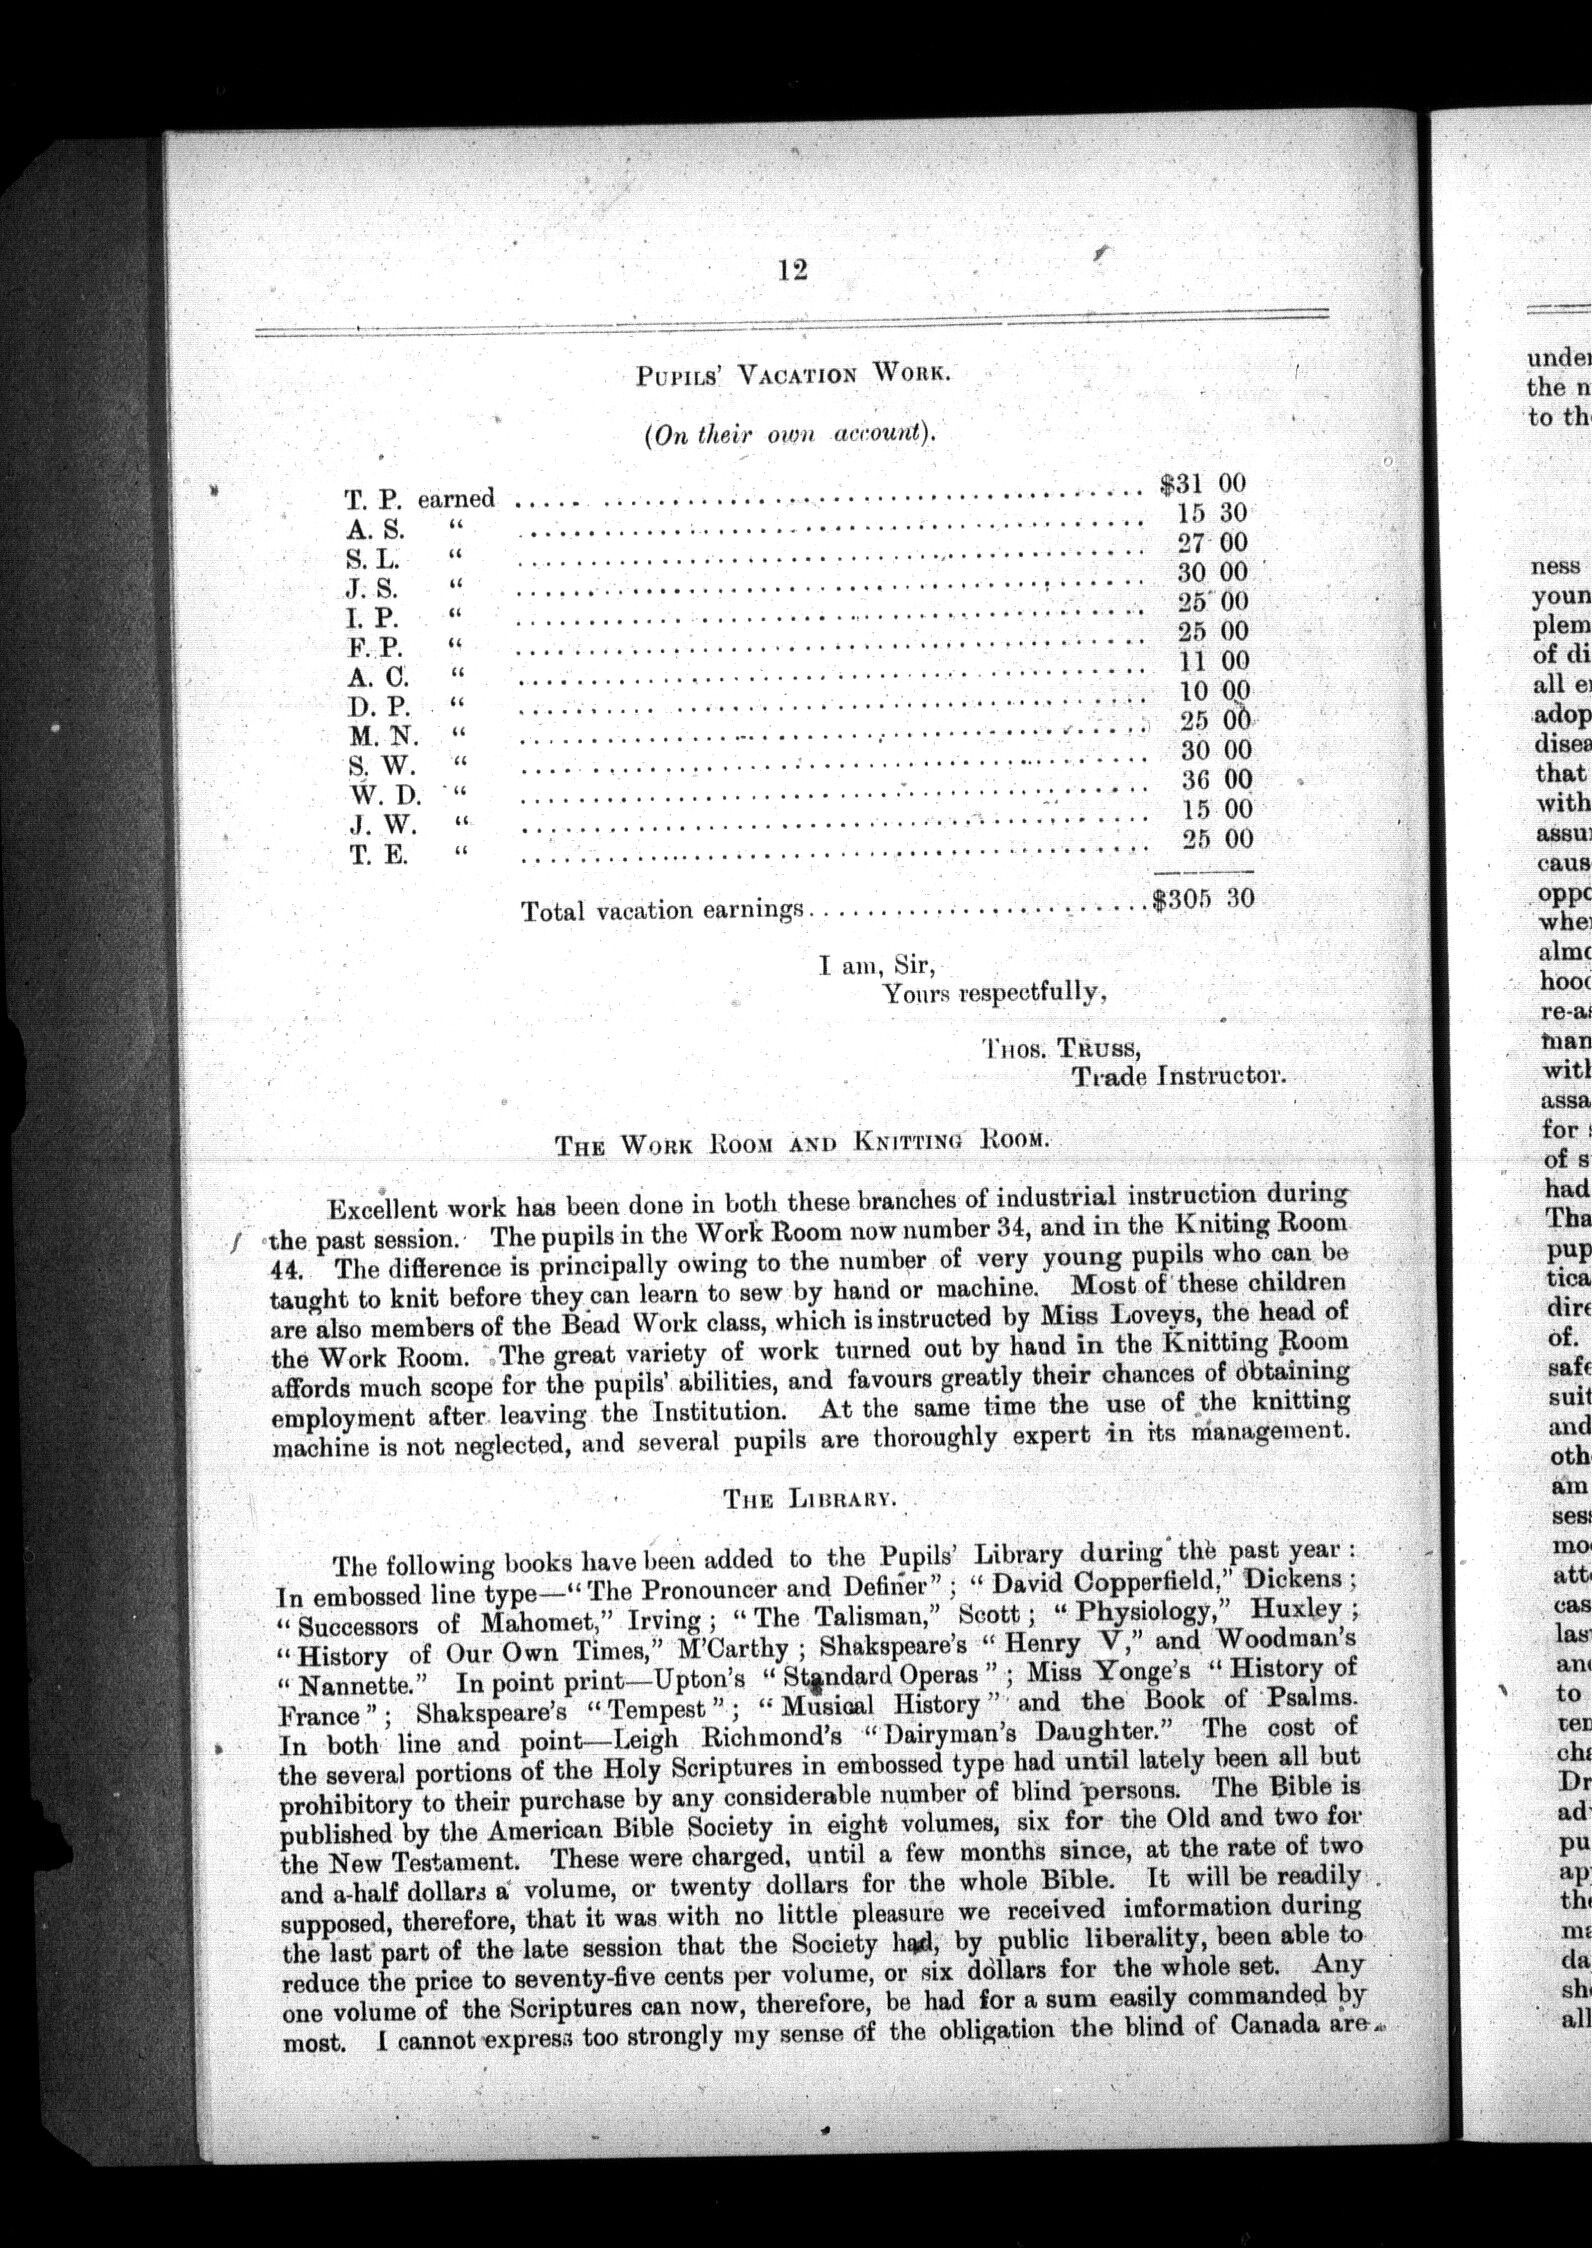 12
PUPILS' VACATION WORK.
(On their own account).
T. P. earned ..... ........................................ $31 00
A. S. " ........................................ 15 30
S. L. " ........................................ 27 00
J. S. " ........................................ 30 00
I. P. " ........................................ 25 00
F. P. " ........................................ 25 00
A. C. " ........................................ 11 00
D. P. " ........................................ 10 00
M. N. " ........................................ 25 00
S. W. " ........................................ 30 00
W. D. " ........................................ 36 00
J. W. " ........................................ 15 00
T. E. " ........................................ 25 00
Total vacation earnings........................$305 30
I am, Sir,
Yours respectfully,
THOS. TRUSS,
Trade Instructor.
THE WORK ROOM AND KNITTING ROOM.
Excellent work has been done in both these branches of industrial instruction during
the past session. The pupils in the Work Room now number 34, and in the Kniting Room
44. The difference is principally owing to the number of very young pupils who can be
taught to knit before they can learn to sew by hand or machine. Most of these children
are also members of the Bead Work class, which is instructed by Miss Loveys, the head of
the Work Room. The great variety of work turned out by hand in the Knitting Room
affords much scope for the pupils' abilities, and favours greatly their chances of obtaining
employment after leaving the Institution. At the same time the use of the knitting
machine is not neglected, and several pupils are thoroughly expert in its management.
THE LIBRARY.
The following books have been added to the Pupils' Library during the past year :
In embossed line type—"The Pronouncer and Definer" ; "David Copperfield," Dickens ;
"Successors of Mahomet," Irving ; "The Talisman," Scott ; "Physiology," Huxley ;
"History of Our Own Times," M'Carthy ; Shakspeare's "Henry V," and Woodman's
"Nannette." In point print—Upton's "Standard Operas" ; Miss Yonge's "History of
France" ; Shakspeare's "Tempest" ; "Musical History" and the Book of Psalms.
In both line and point—Leigh Richmond's "Dairyman's Daughter." The cost of
the several portions of the Holy Scriptures in embossed type had until lately been all but
prohibitory to their purchase by any considerable number of blind persons. The Bible is
published by the American Bible Society in eight volumes, six for the Old and two for
the New Testament. These were charged, until a few months since, at the rate of two
and a-half dollars a volume, or twenty dollars for the whole Bible. It will be readily
supposed, therefore, that it was with no little pleasure we received imformation during
the last part of the late session that the Society had, by public liberality, been able to
reduce the price to seventy-five cents per volume, or six dollars for the whole set. Any
one volume of the Scriptures can now, therefore, be had for a sum easily commanded by
most. I cannot express too strongly my sense of the obligation the blind of Canada are